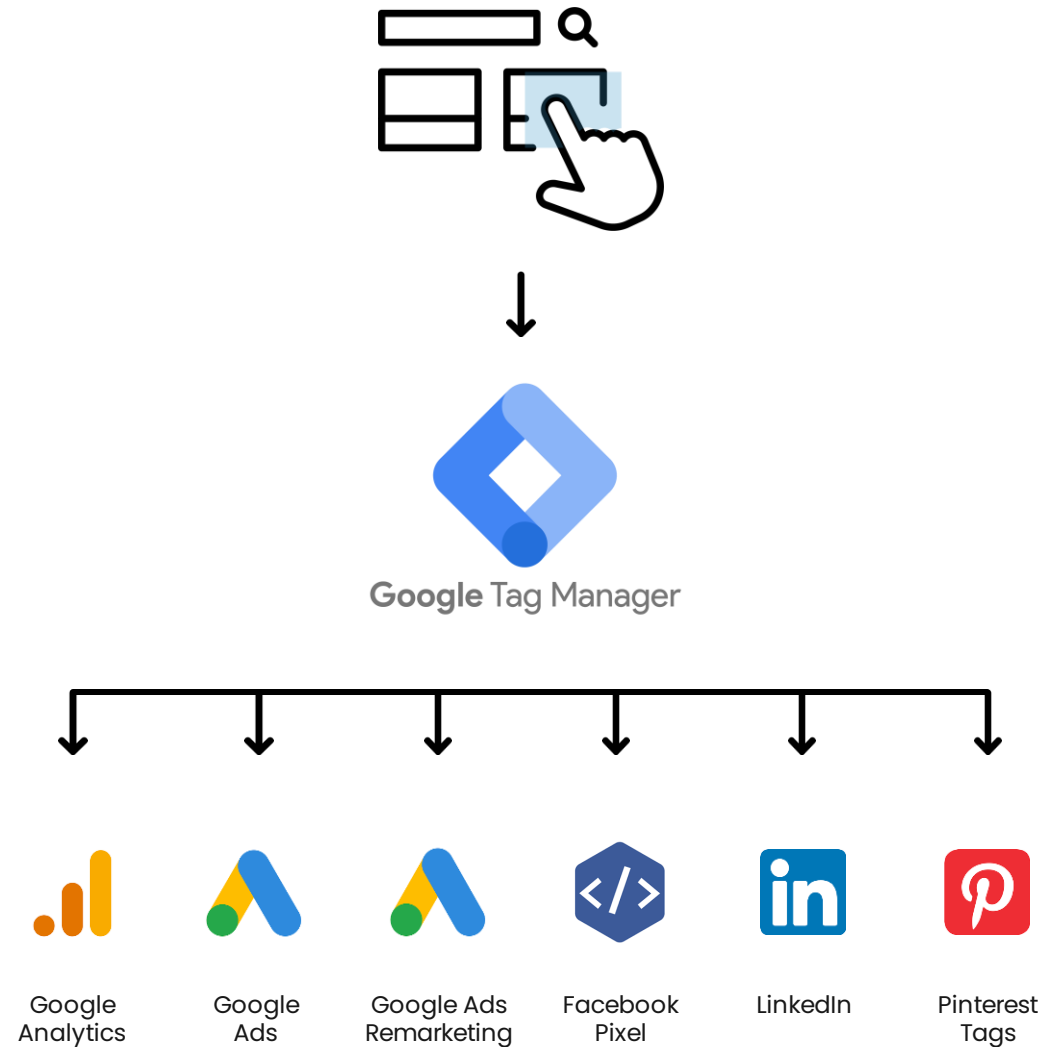 Google Tag Manager
Google Analytics
Google Ads
Google Ads Remarketing
Facebook Pixel
LinkedIn
Pinterest Tags